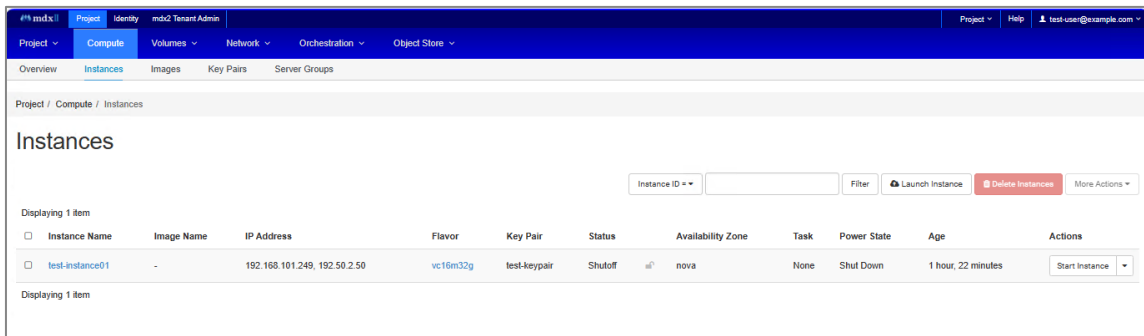 mdx II Project Identity mdx2 Tenant Admin Project Help test-user@example.com
Project Compute Volumes Network Orchestration Object Store
Overview Instances Images Key Pairs Server Groups
Project / Compute / Instances
Instances
Instance ID = Filter Launch Instance Delete Instances More Actions
Displaying 1 item
Instance Name Image Name IP Address Flavor Key Pair Status Availability Zone Task Power State Age Actions
test-instance01 - 192.168.101.249, 192.50.2.50 vc16m32g test-keypair Shutoff nova None Shut Down 1 hour, 22 minutes Start Instance
Displaying 1 item